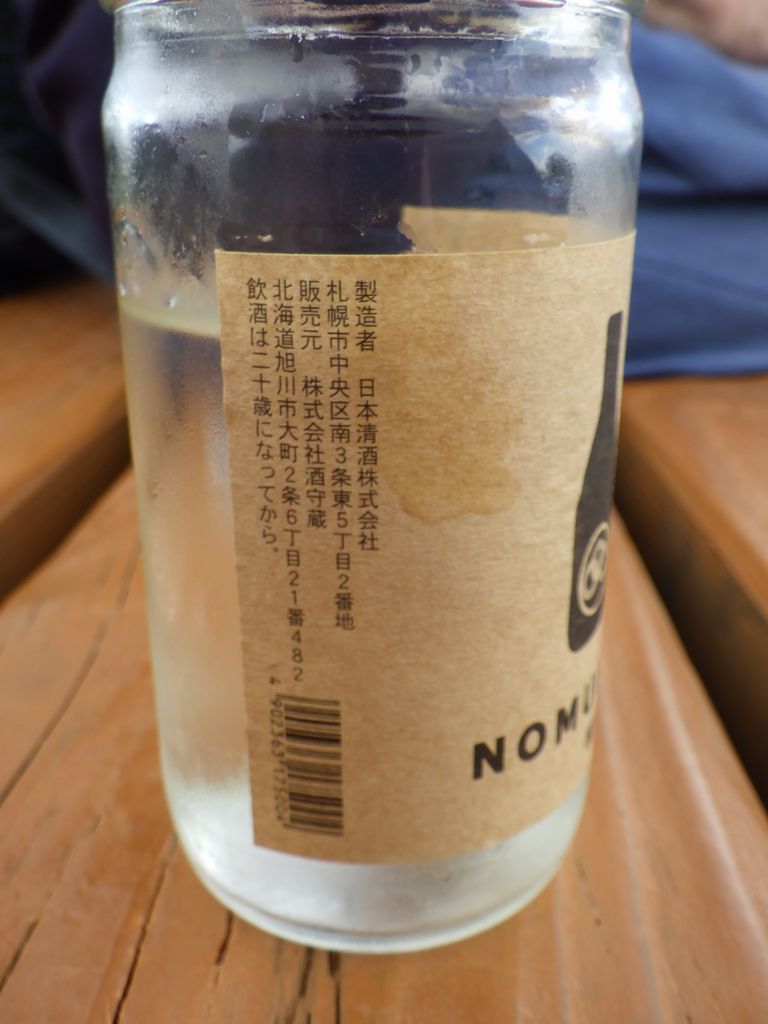 製造者 日本清酒株式会社
札幌市中央区南3条東5丁目2番地
販売元 株式会社酒守蔵
北海道旭川市大町2条6丁目21番482
飲酒は二十歳になってから。
4902363175204
NOMU